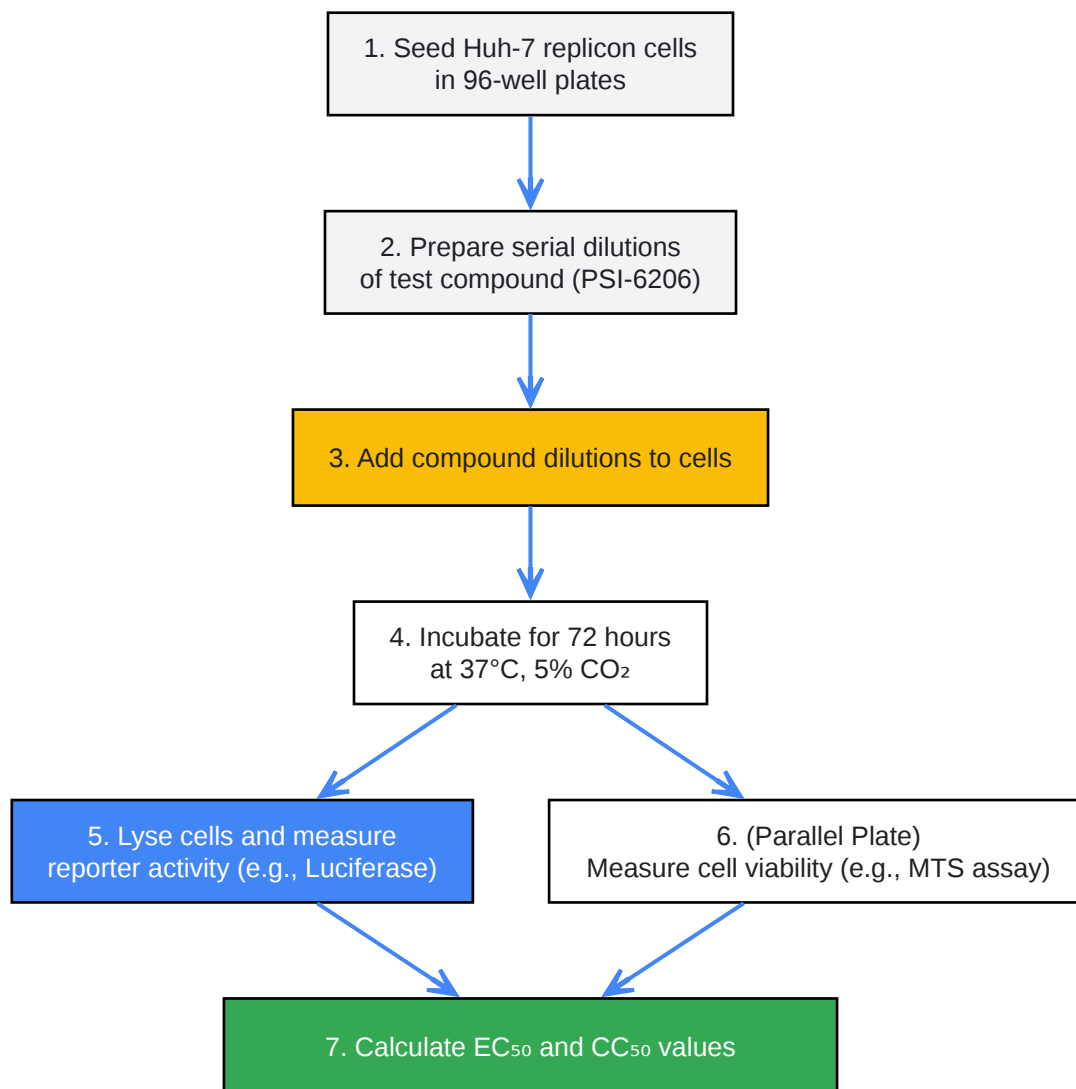 1. Seed Huh-7 replicon cells
in 96-well plates
2. Prepare serial dilutions
of test compound (PSI-6206)
3. Add compound dilutions to cells
4. Incubate for 72 hours
at 37°C, 5% CO₂
5. Lyse cells and measure
reporter activity (e.g., Luciferase)
6. (Parallel Plate)
Measure cell viability (e.g., MTS assay)
7. Calculate EC₅₀ and CC₅₀ values